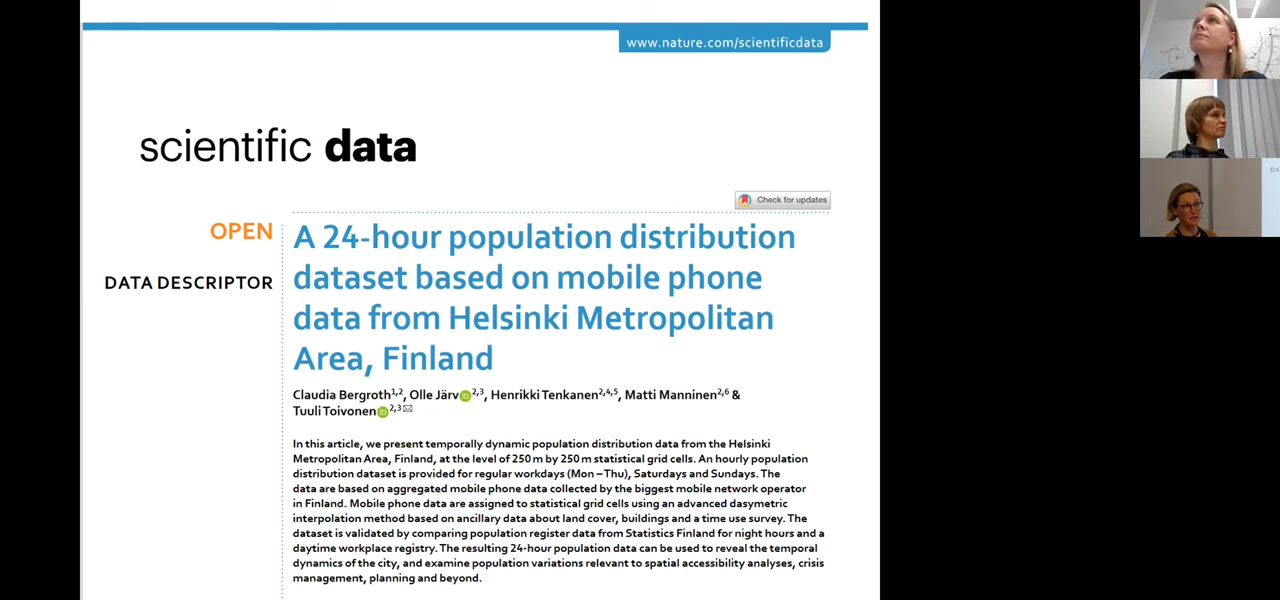 www.nature.com/scientificdata
scientific data
Check for updates
OPEN
DATA DESCRIPTOR
A 24-hour population distribution
dataset based on mobile phone
data from Helsinki Metropolitan
Area, Finland
Claudia Bergroth1,2, Olle Järv 2,3, Henrikki Tenkanen2,4,5, Matti Manninen2,6 &
Tuuli Toivonen 2,3
In this article, we present temporally dynamic population distribution data from the Helsinki
Metropolitan Area, Finland, at the level of 250 m by 250 m statistical grid cells. An hourly population
distribution dataset is provided for regular workdays (Mon – Thu), Saturdays and Sundays. The
data are based on aggregated mobile phone data collected by the biggest mobile network operator
in Finland. Mobile phone data are assigned to statistical grid cells using an advanced dasymetric
interpolation method based on ancillary data about land cover, buildings and a time use survey. The
dataset is validated by comparing population register data from Statistics Finland for night hours and a
daytime workplace registry. The resulting 24-hour population data can be used to reveal the temporal
dynamics of the city, and examine population variations relevant to spatial accessibility analyses, crisis
management, planning and beyond.
DA